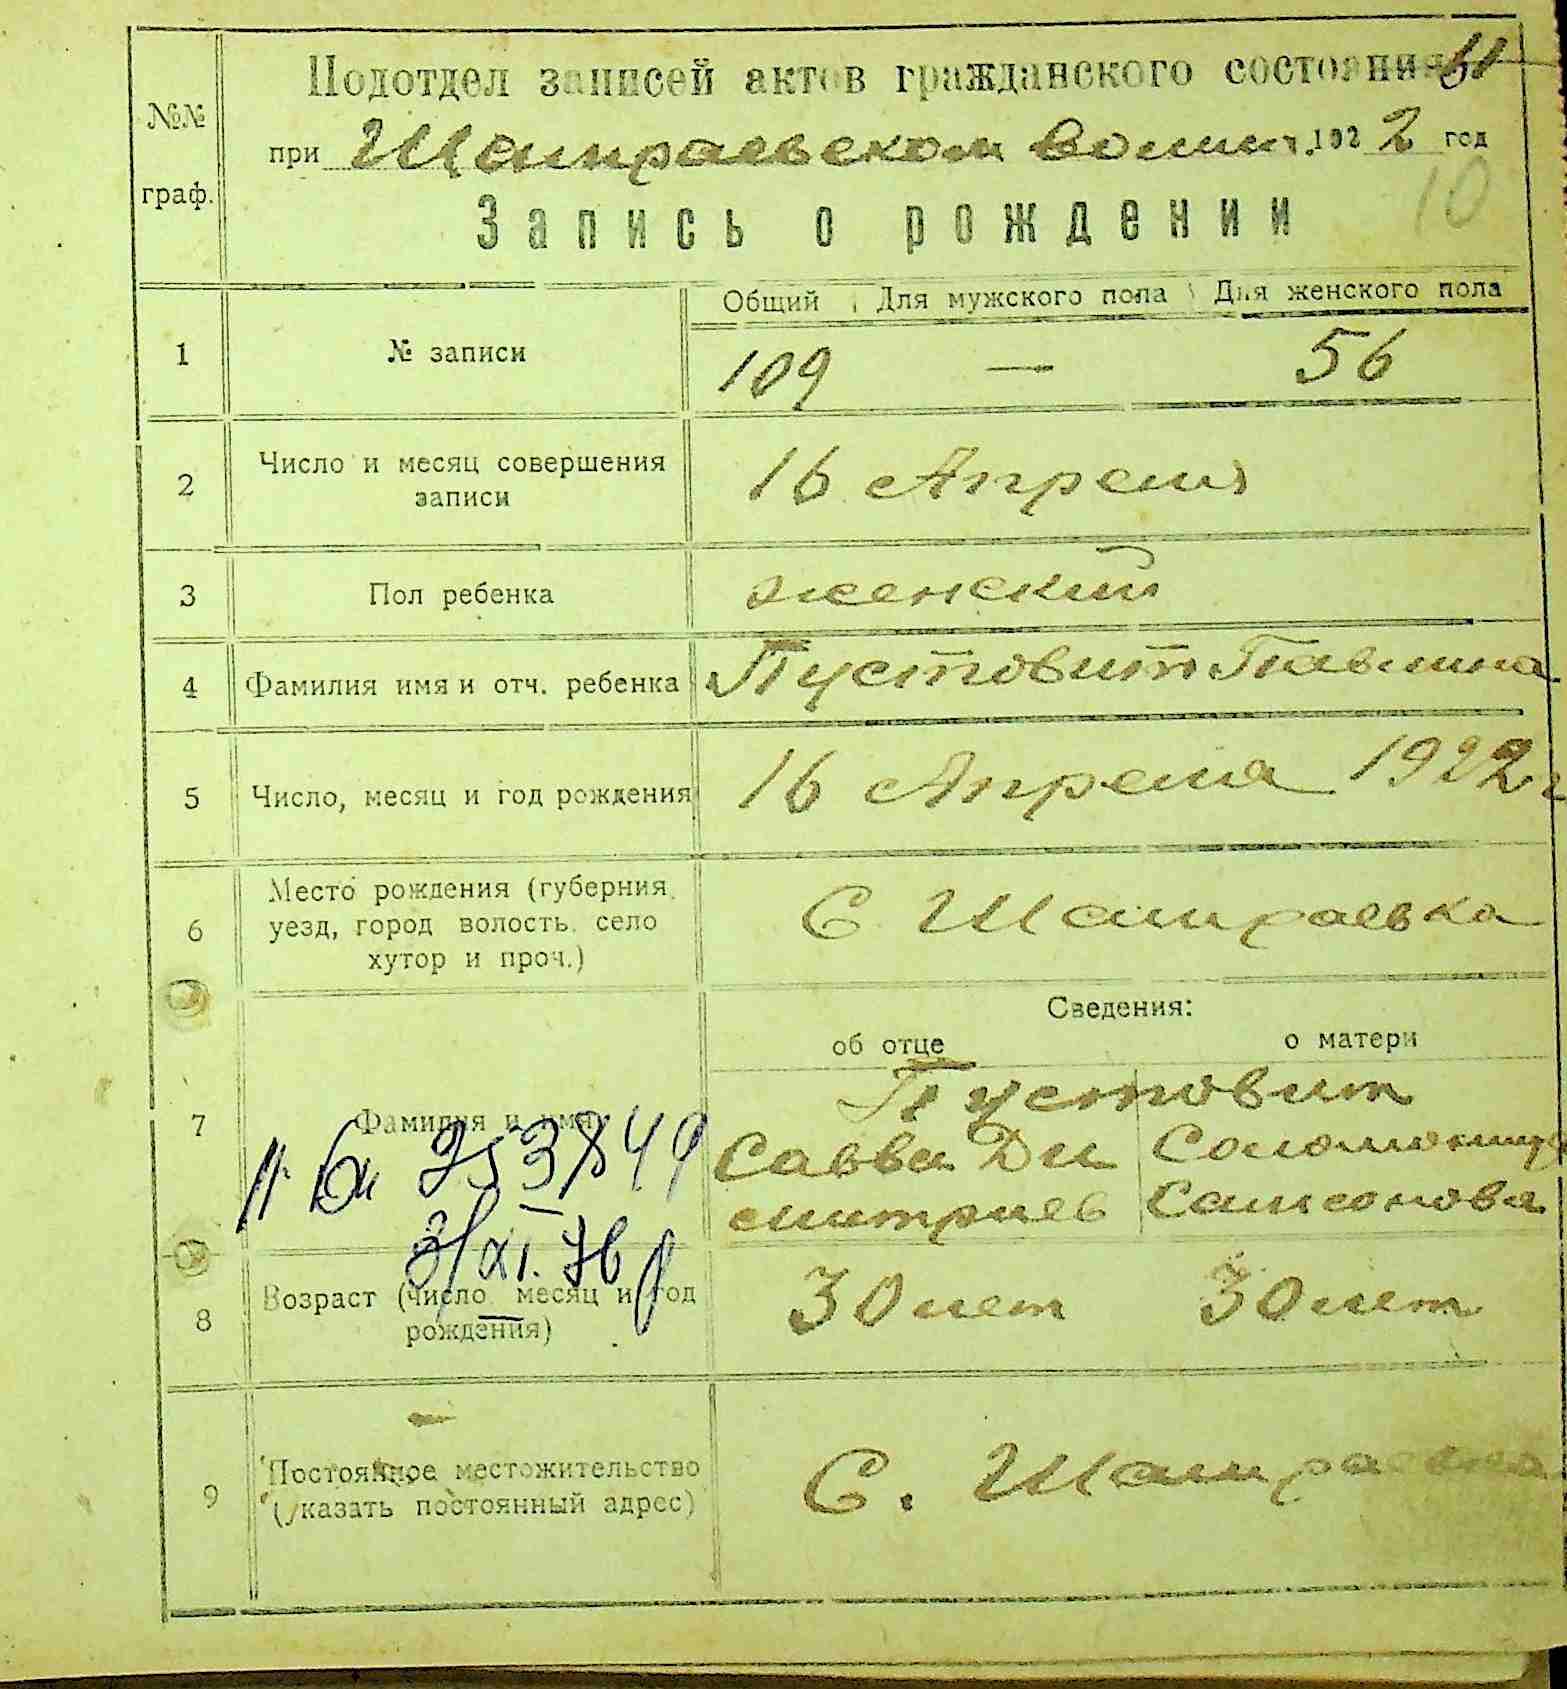 Подотдел записей актов гражданского состояния
№№ граф.
при Шамраевском волисп. 1922 год
10
Запись о рождении
Общий Для мужского пола Для женского пола
1 № записи 109 — 56
2 Число и месяц совершения записи 16 Апреля
3 Пол ребенка женский
4 Фамилия имя и отч. ребенка Пустовит Павлина
5 Число, месяц и год рождения 16 Апреля 1922 г
6 Место рождения (губерния, уезд, город волость, село хутор и проч.) С Шамраевка
Сведения:
об отце о матери
7 Фамилия и имя Пустовит
Савва Ди Соломонида
митриев Самсонова
8 Возраст (число, месяц и год рождения) 30 лет 30 лет
9 Постоянное местожительство (указать постоянный адрес) С. Шамраевка